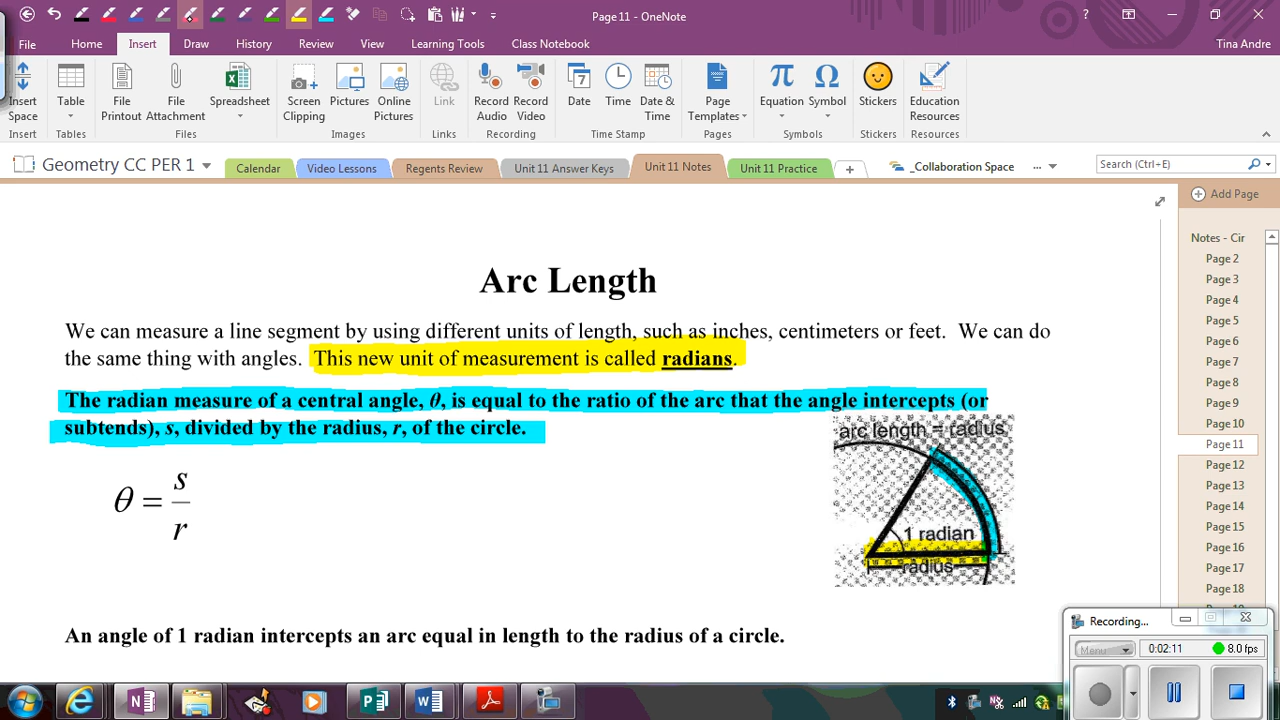 Page 11 - OneNote
?
File
Home
Insert
Draw
History
Review
View
Learning Tools
Class Notebook
Tina Andre
Insert Space
Table
File Printout
File Attachment
Spreadsheet
Screen Clipping
Pictures
Online Pictures
Link
Record Audio
Record Video
Date
Time
Date & Time
Page Templates
Equation
Symbol
Stickers
Education Resources
Insert
Tables
Files
Images
Links
Recording
Time Stamp
Pages
Symbols
Stickers
Resources
Geometry CC PER 1
Calendar
Video Lessons
Regents Review
Unit 11 Answer Keys
Unit 11 Notes
Unit 11 Practice
_Collaboration Space
...
Search (Ctrl+E)
Add Page
Notes - Cir
Page 2
Page 3
Page 4
Page 5
Page 6
Page 7
Page 8
Page 9
Page 10
Page 11
Page 12
Page 13
Page 14
Page 15
Page 16
Page 17
Page 18
Arc Length
We can measure a line segment by using different units of length, such as inches, centimeters or feet. We can do
the same thing with angles. This new unit of measurement is called radians.
The radian measure of a central angle, θ, is equal to the ratio of the arc that the angle intercepts (or
subtends), s, divided by the radius, r, of the circle.
θ = s/r
arc length = radius
1 radian
radius
An angle of 1 radian intercepts an arc equal in length to the radius of a circle.
Recording...
Menu
0:02:11
8.0 fps